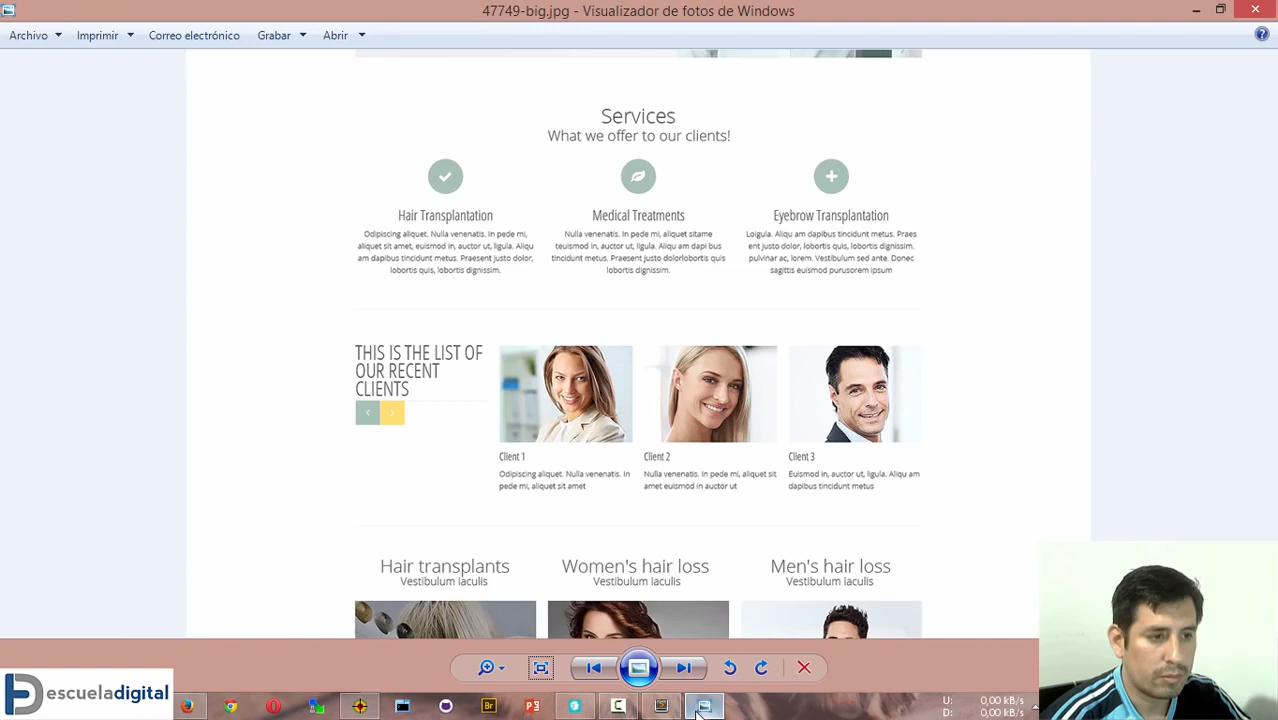 47749-big.jpg - Visualizador de fotos de Windows
Archivo Imprimir Correo electrónico Grabar Abrir
Services
What we offer to our clients!
Hair Transplantation
Odipiscing aliquet. Nulla venenatis. In pede mi,
aliquet sit amet, euismod in, auctor ut, ligula. Aliqu
am dapibus tincidunt metus. Praesent justo dolor,
lobortis quis, lobortis dignissim.
Medical Treatments
Nulla venenatis. In pede mi, aliquet sitame
teuismod in, auctor ut, ligula. Aliqu am dapi bus
tincidunt metus. Praesent justo dolorlobortis quis
lobortis dignissim.
Eyebrow Transplantation
Loigula. Aliqu am dapibus tincidunt metus. Praes
ent justo dolor, lobortis quis, lobortis dignissim.
pulvinar ac, lorem. Vestibulum sed ante. Donec
sagittis euismod purusorem ipsum
THIS IS THE LIST OF
OUR RECENT
CLIENTS
Client 1
Odipiscing aliquet. Nulla venenatis. In
pede mi, aliquet sit amet
Client 2
Nulla venenatis. In pede mi, aliquet sit
amet euismod in auctor ut
Client 3
Euismod in, auctor ut, ligula. Aliqu am
dapibus tincidunt metus
Hair transplants
Vestibulum iaculis
Women's hair loss
Vestibulum iaculis
Men's hair loss
Vestibulum iaculis
escueladigital
Br
U: 0,00 kB/s
D: 0,00 kB/s